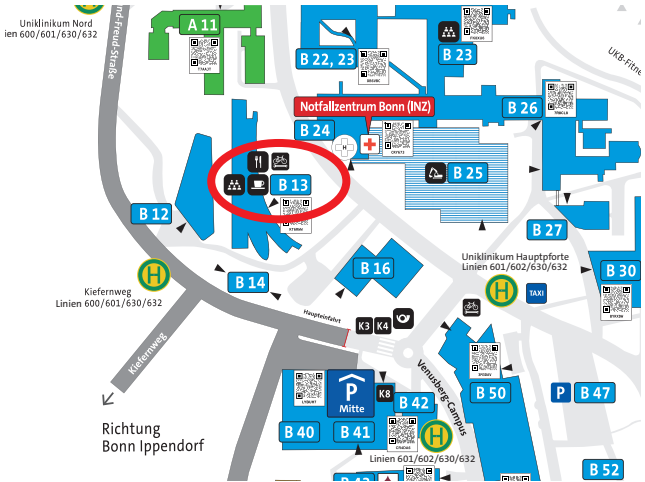 Uniklinikum Nord
ien 600/601/630/632
nd-Freud-Straße
A 11
B 22, 23
B 23
UKB-Fitne
Notfallzentrum Bonn (INZ)
B 24
H
B 26
B 25
B 13
B 12
B 27
Uniklinikum Hauptpforte
Linien 601/602/630/632
H
TAXI
B 30
H
Kiefernweg
Linien 600/601/630/632
B 14
B 16
Haupteinfahrt
K3
K4
Kiefernweg
Venusberg-Campus
Richtung
Bonn Ippendorf
P
Mitte
K8
B 42
B 50
P
B 47
B 40
B 41
H
Linien 601/602/630/632
B 52